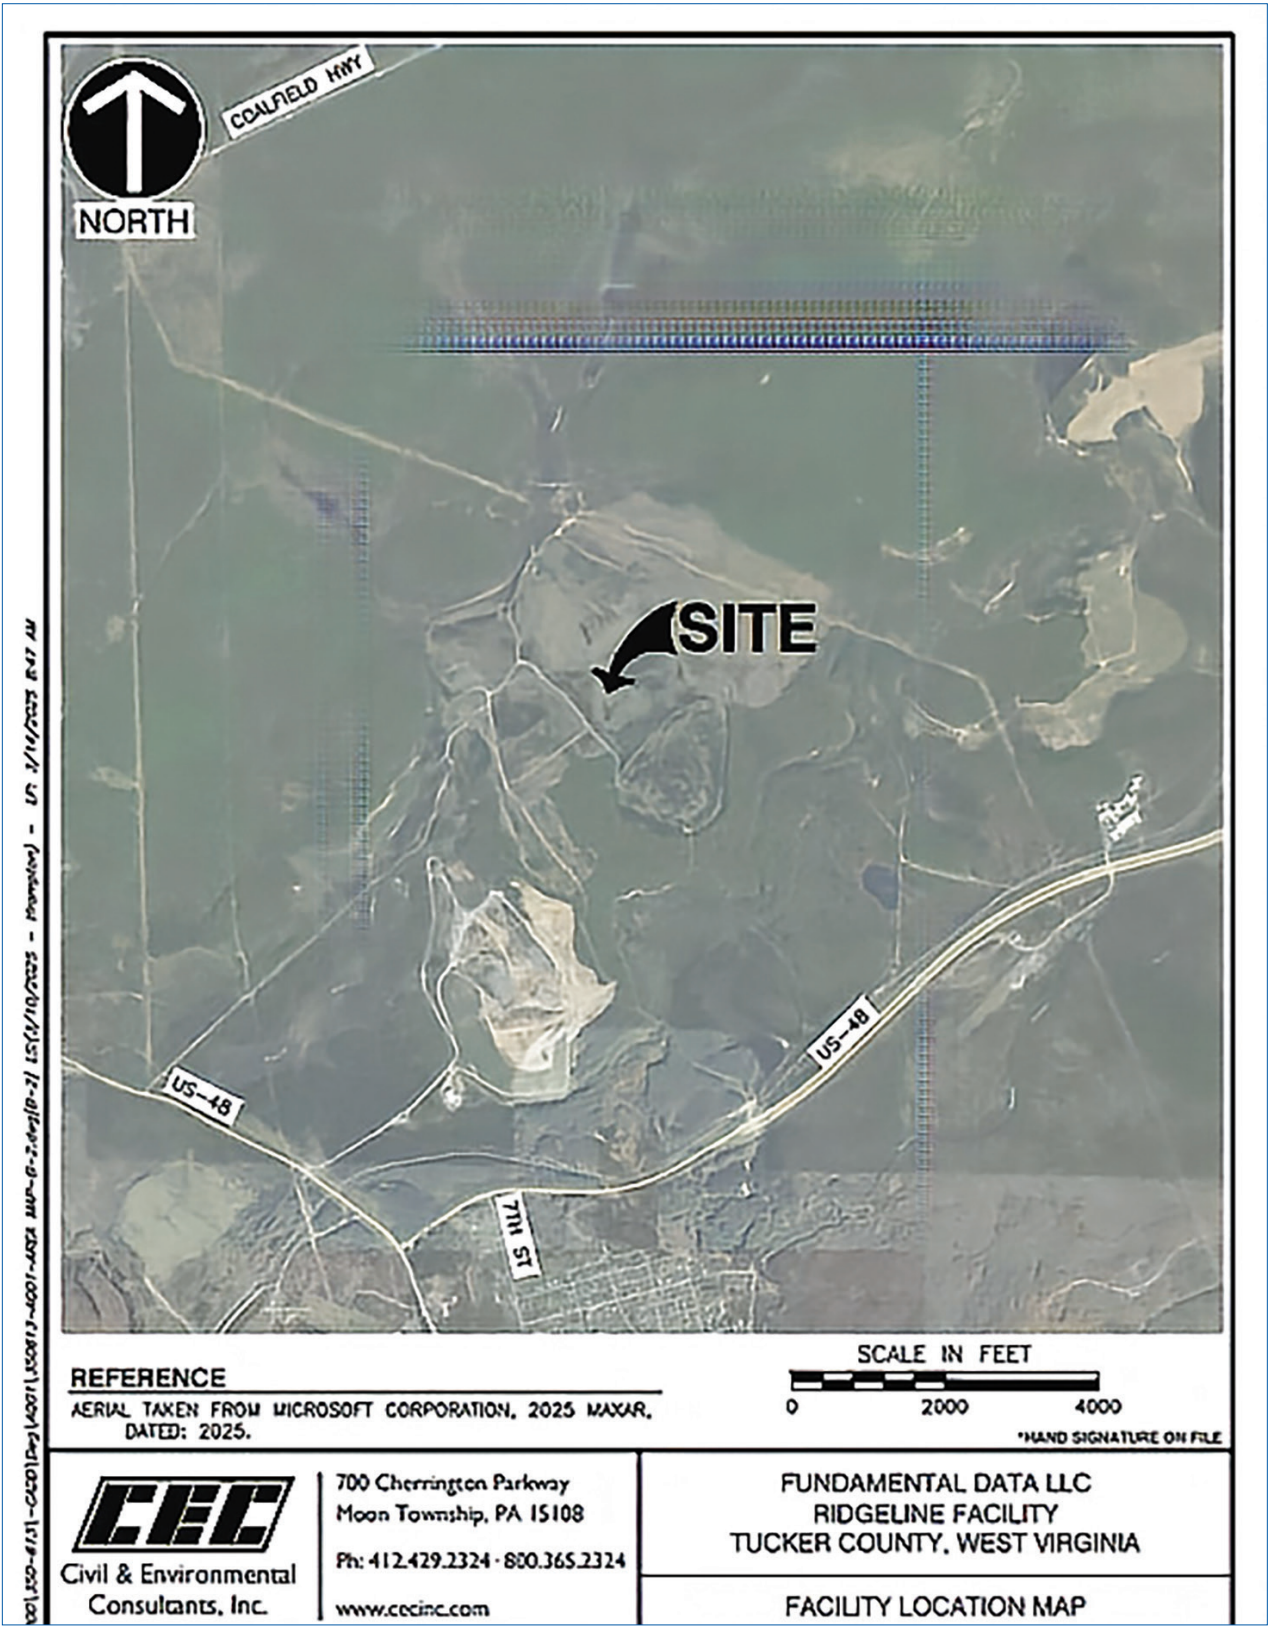 COALFIELD HWY
NORTH
SITE
US-48
US-48
7TH ST
REFERENCE
AERIAL TAKEN FROM MICROSOFT CORPORATION, 2025 MAXAR,
DATED: 2025.
SCALE IN FEET
0 2000 4000
*HAND SIGNATURE ON FILE
CEC
Civil & Environmental
Consultants, Inc.
700 Cherrington Parkway
Moon Township, PA 15108
Ph: 412.429.2324 · 800.365.2324
www.cecinc.com
FUNDAMENTAL DATA LLC
RIDGELINE FACILITY
TUCKER COUNTY, WEST VIRGINIA
FACILITY LOCATION MAP